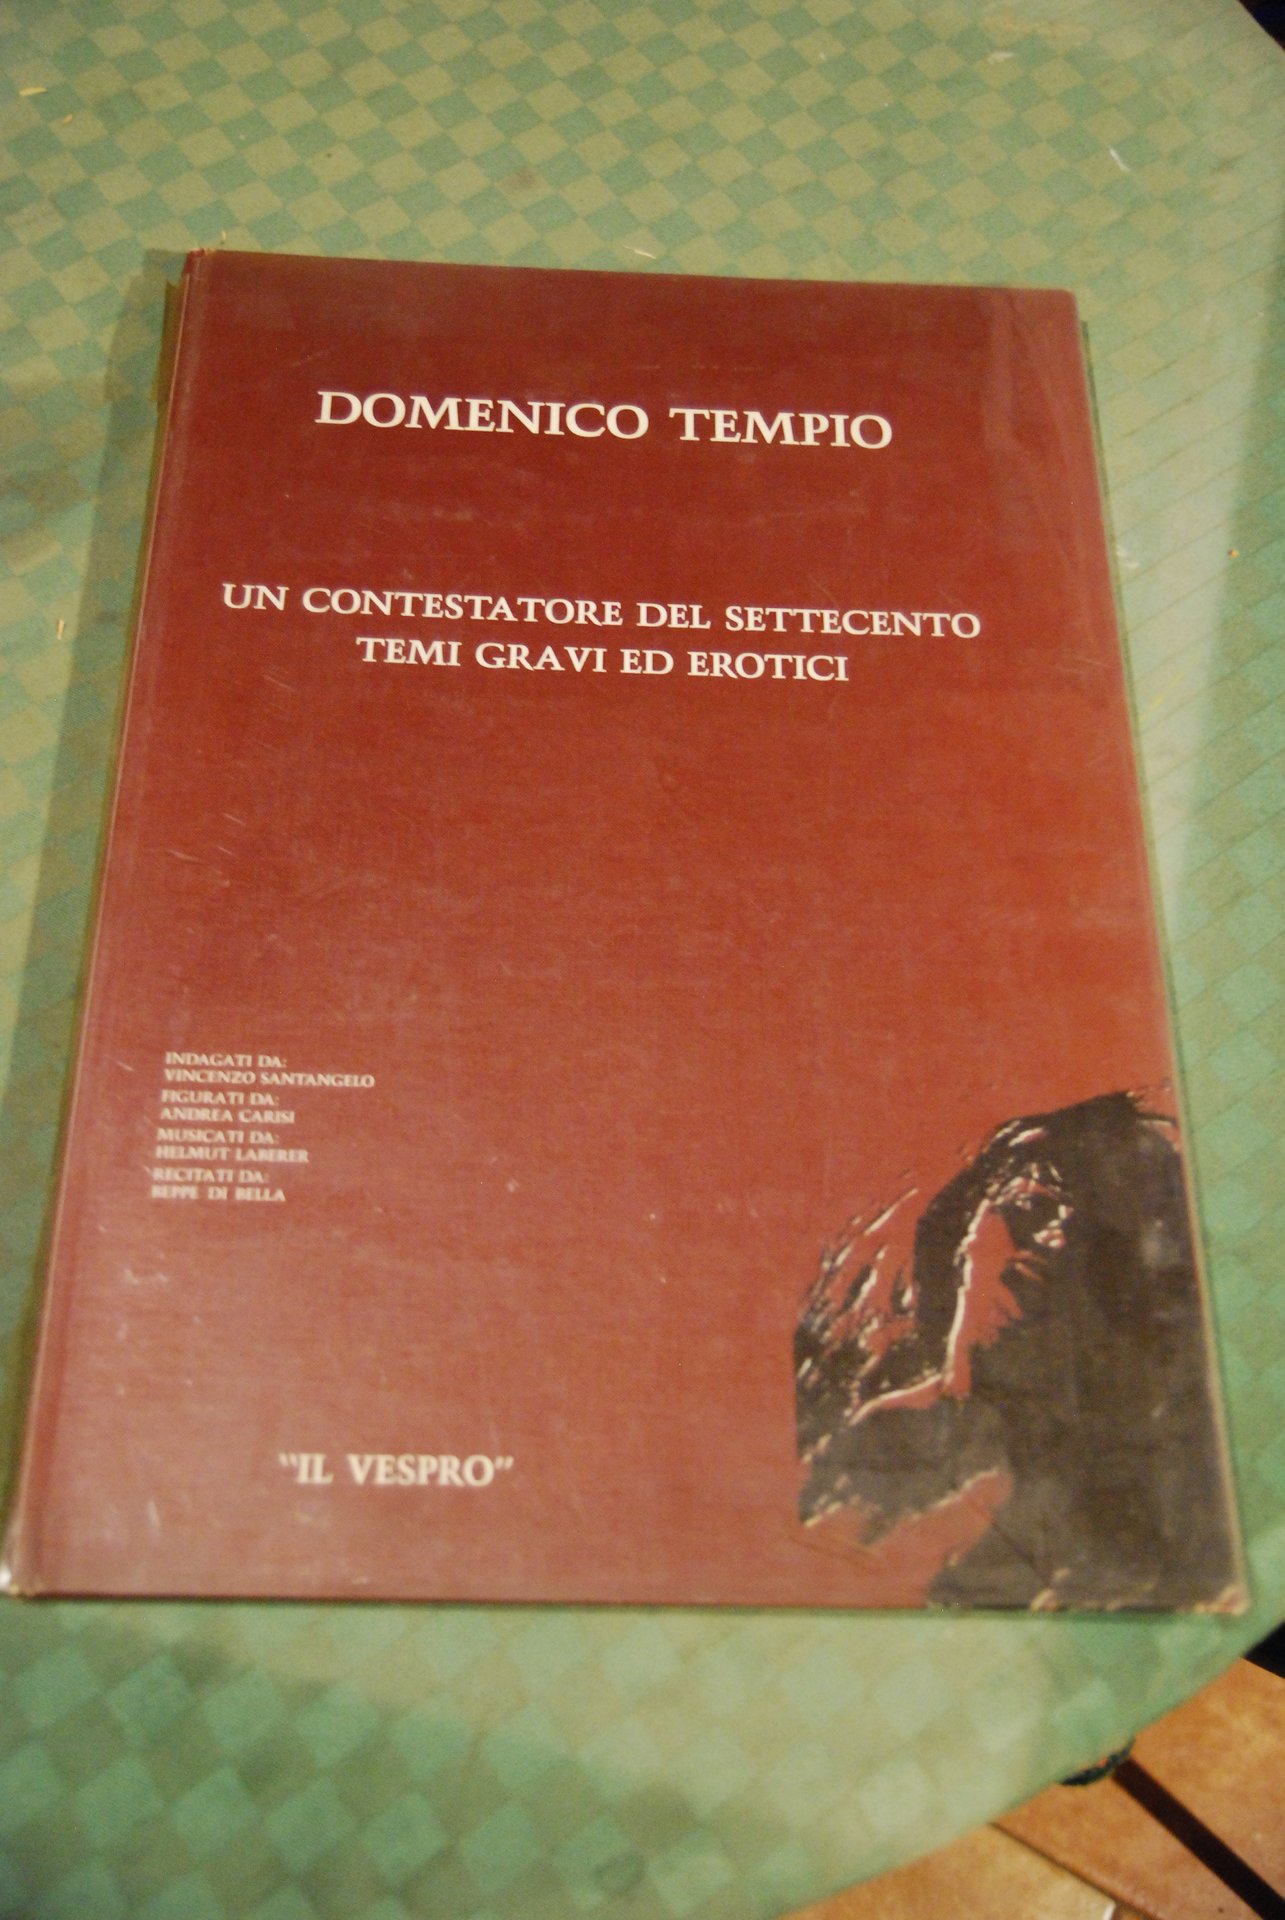 DOMENICO TEMPIO
UN CONTESTATORE DEL SETTECENTO
TEMI GRAVI ED EROTICI
INDAGATI DA:
VINCENZO SANTANGELO
FIGURATI DA:
ANDREA CARISI
MUSICATI DA:
HELMUT LABERER
RECITATI DA:
BEPPE DI BELLA
"IL VESPRO"